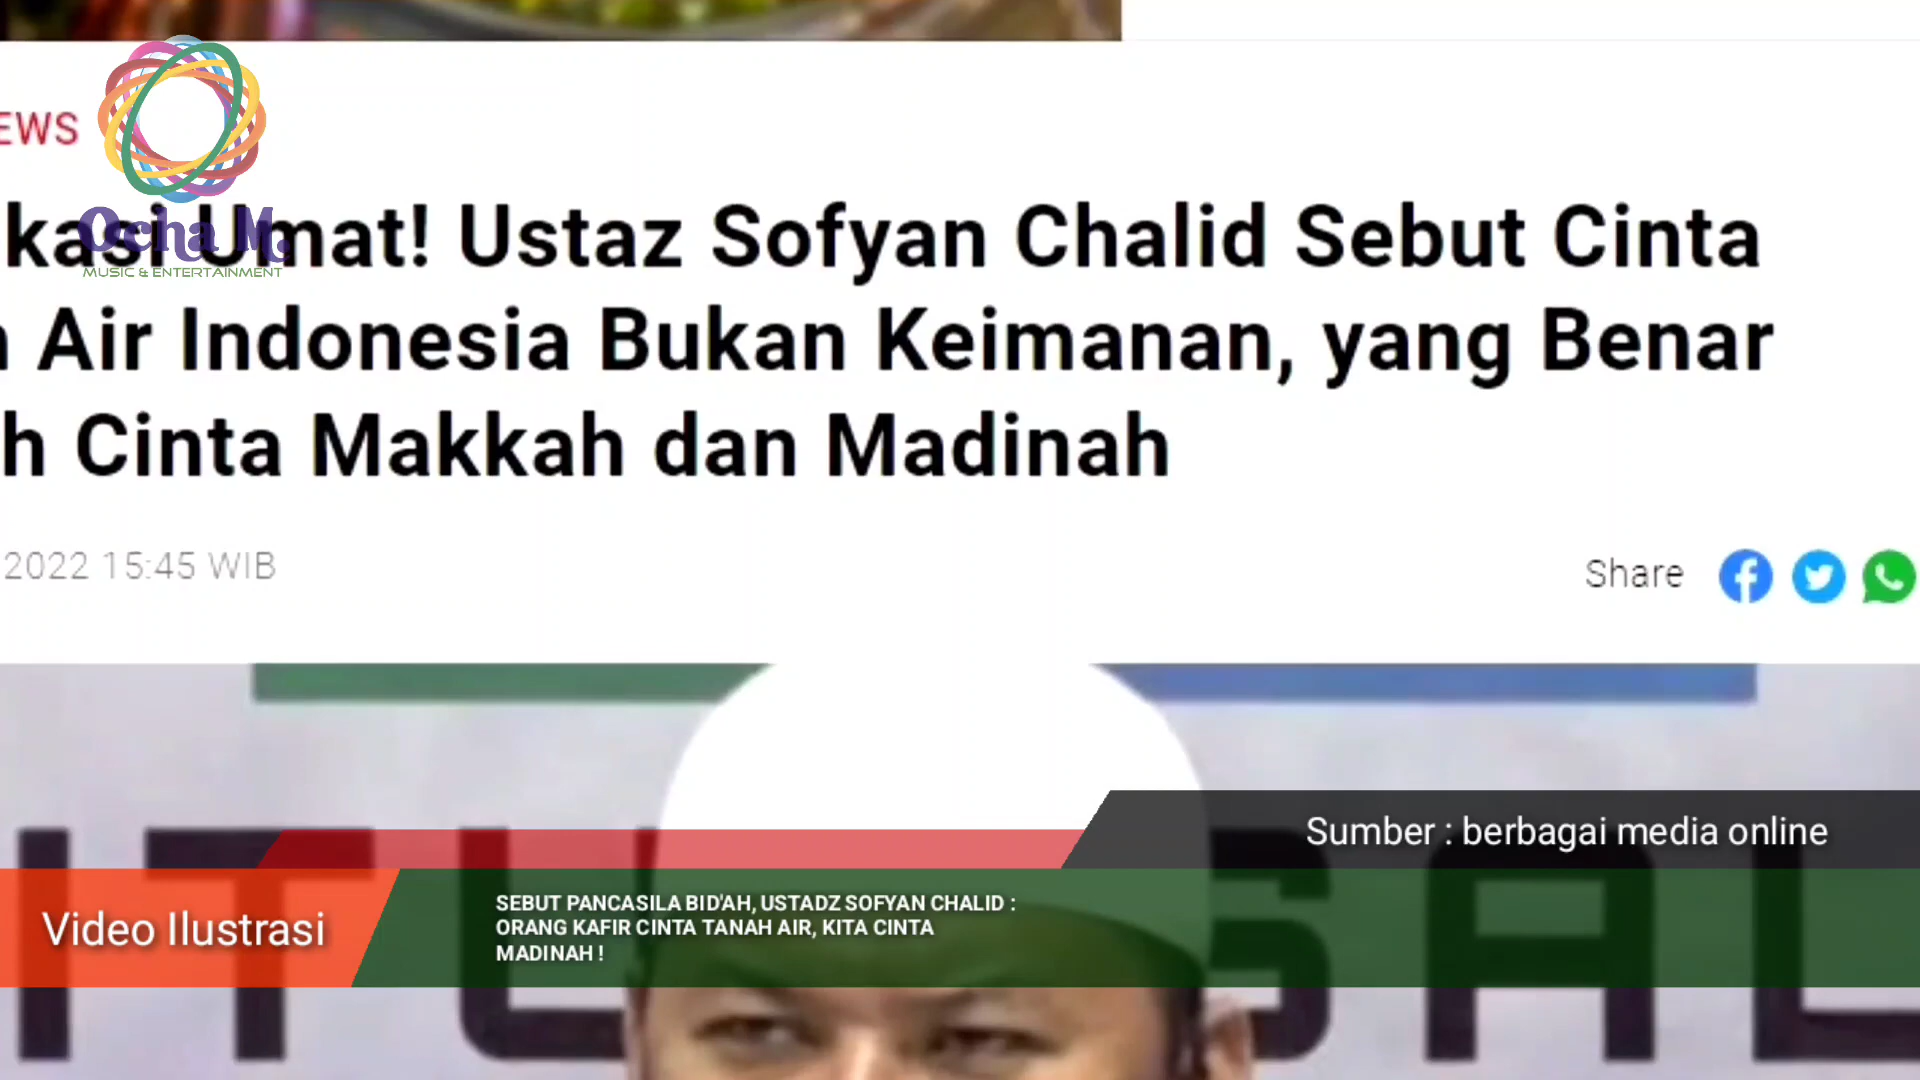 EWS
Ocha M.
MUSIC & ENTERTAINMENT
kasi Umat! Ustaz Sofyan Chalid Sebut Cinta
n Air Indonesia Bukan Keimanan, yang Benar
h Cinta Makkah dan Madinah
2022 15:45 WIB
Share
Sumber : berbagai media online
Video Ilustrasi
SEBUT PANCASILA BID'AH, USTADZ SOFYAN CHALID :
ORANG KAFIR CINTA TANAH AIR, KITA CINTA
MADINAH !